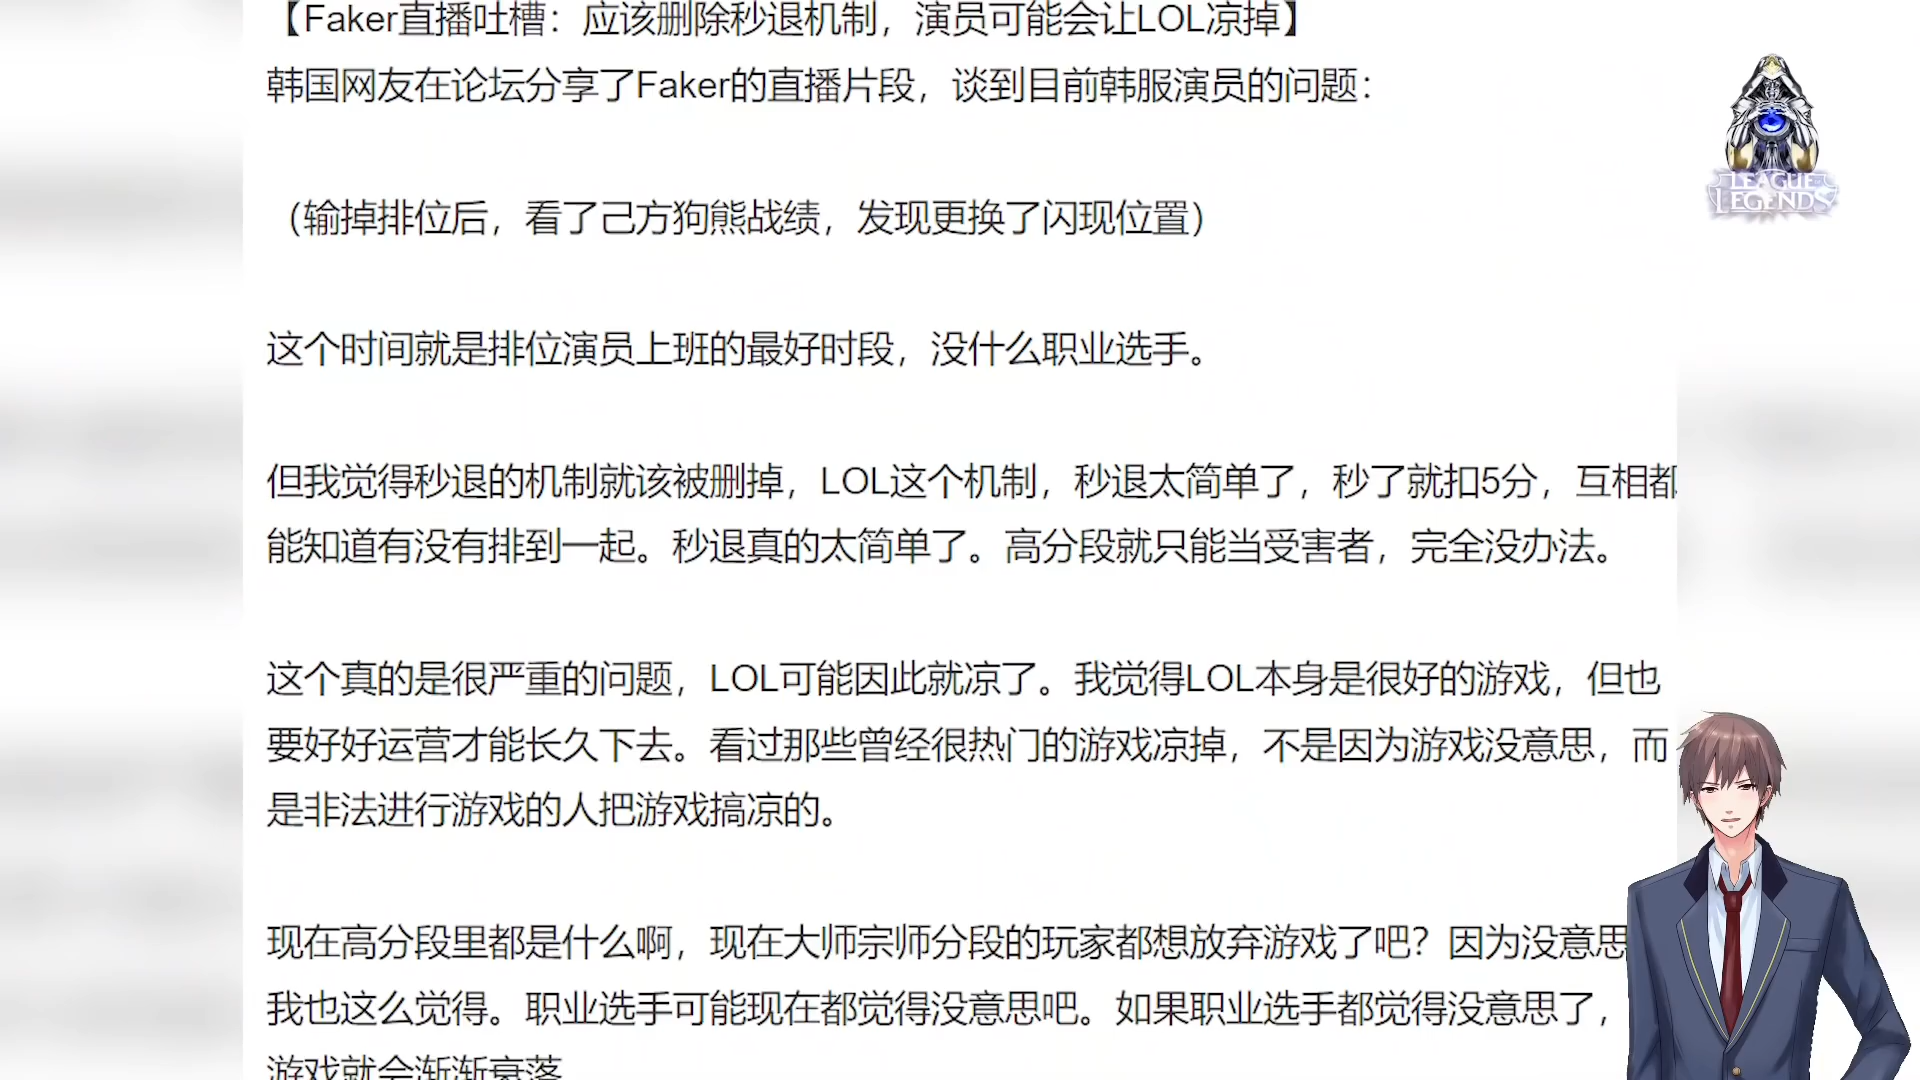 【Faker直播吐槽：应该删除秒退机制，演员可能会让LOL凉掉】
韩国网友在论坛分享了Faker的直播片段，谈到目前韩服演员的问题：
（输掉排位后，看了己方狗熊战绩，发现更换了闪现位置）
这个时间就是排位演员上班的最好时段，没什么职业选手。
但我觉得秒退的机制就该被删掉，LOL这个机制，秒退太简单了，秒了就扣5分，互相都
能知道有没有排到一起。秒退真的太简单了。高分段就只能当受害者，完全没办法。
这个真的是很严重的问题，LOL可能因此就凉了。我觉得LOL本身是很好的游戏，但也
要好好运营才能长久下去。看过那些曾经很热门的游戏凉掉，不是因为游戏没意思，而
是非法进行游戏的人把游戏搞凉的。
现在高分段里都是什么啊，现在大师宗师分段的玩家都想放弃游戏了吧？因为没意思
我也这么觉得。职业选手可能现在都觉得没意思吧。如果职业选手都觉得没意思了，
游戏就会渐渐衰落
LEAGUE
LEGENDS